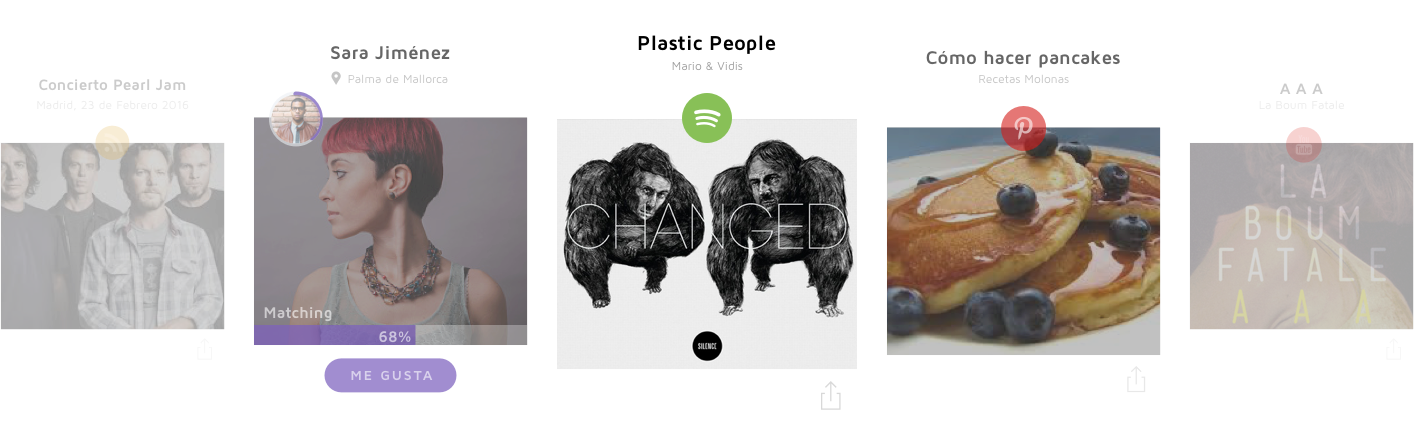 Concierto Pearl Jam
Madrid, 23 de Febrero 2016
Sara Jiménez
Palma de Mallorca
Matching
68%
ME GUSTA
Plastic People
Mario & Vidis
CHANGED
SILENCE
Cómo hacer pancakes
Recetas Molonas
A A A
La Boum Fatale
LA
BOUM
FATALE
A A A